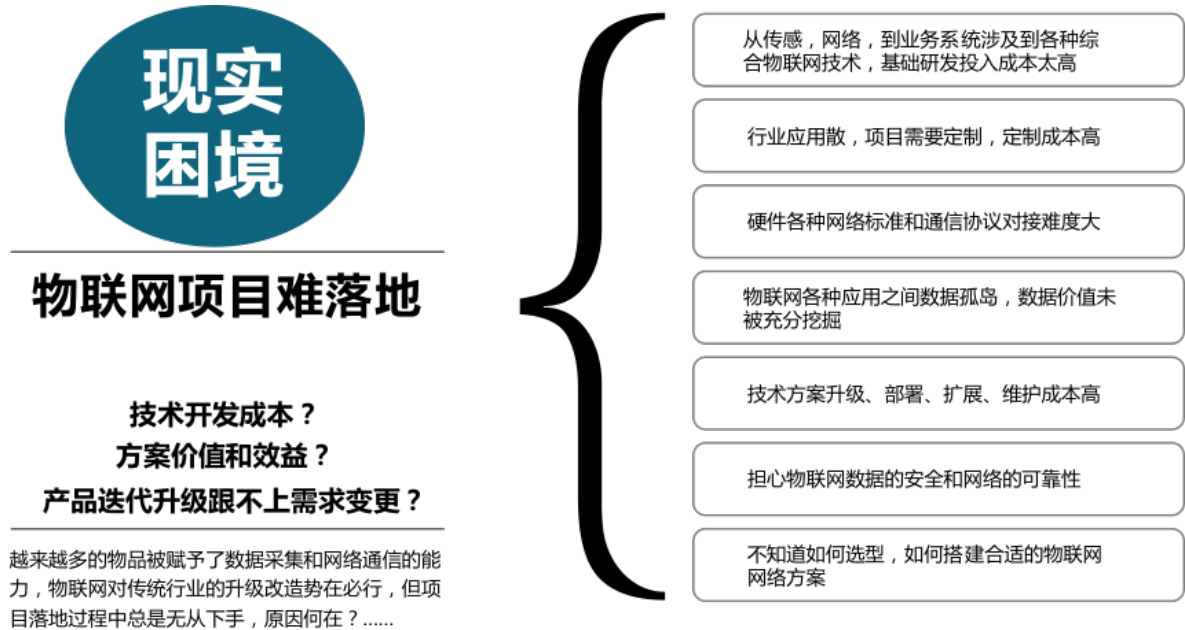 现实
困境
物联网项目难落地
技术开发成本？
方案价值和效益？
产品迭代升级跟不上需求变更？
越来越多的物品被赋予了数据采集和网络通信的能
力，物联网对传统行业的升级改造势在必行，但项
目落地过程中总是无从下手，原因何在？......
从传感，网络，到业务系统涉及到各种综
合物联网技术，基础研发投入成本太高
行业应用散，项目需要定制，定制成本高
硬件各种网络标准和通信协议对接难度大
物联网各种应用之间数据孤岛，数据价值未
被充分挖掘
技术方案升级、部署、扩展、维护成本高
担心物联网数据的安全和网络的可靠性
不知道如何选型，如何搭建合适的物联网
网络方案